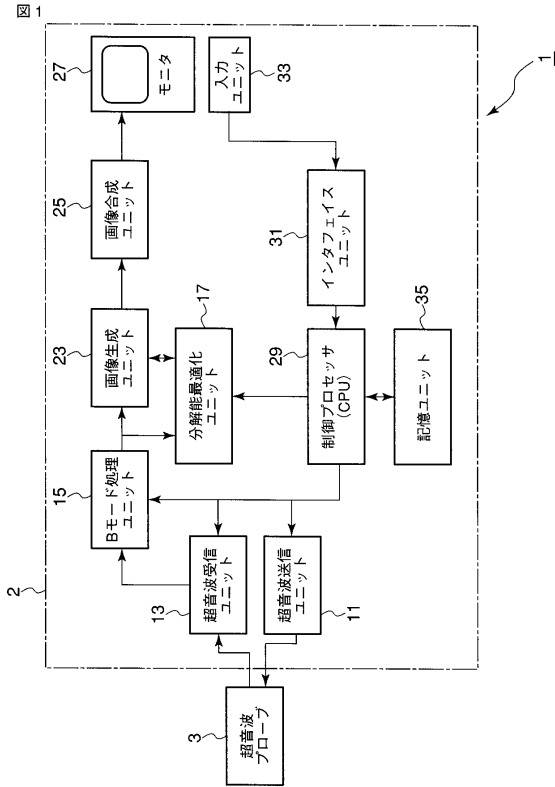 図1
1
2
3
超音波
プローブ
11
超音波送信
ユニット
13
超音波受信
ユニット
15
Bモード処理
ユニット
17
分解能最適化
ユニット
23
画像生成
ユニット
25
画像合成
ユニット
27
モニタ
29
制御プロセッサ
(CPU)
31
インタフェイス
ユニット
33
入力
ユニット
35
記憶ユニット